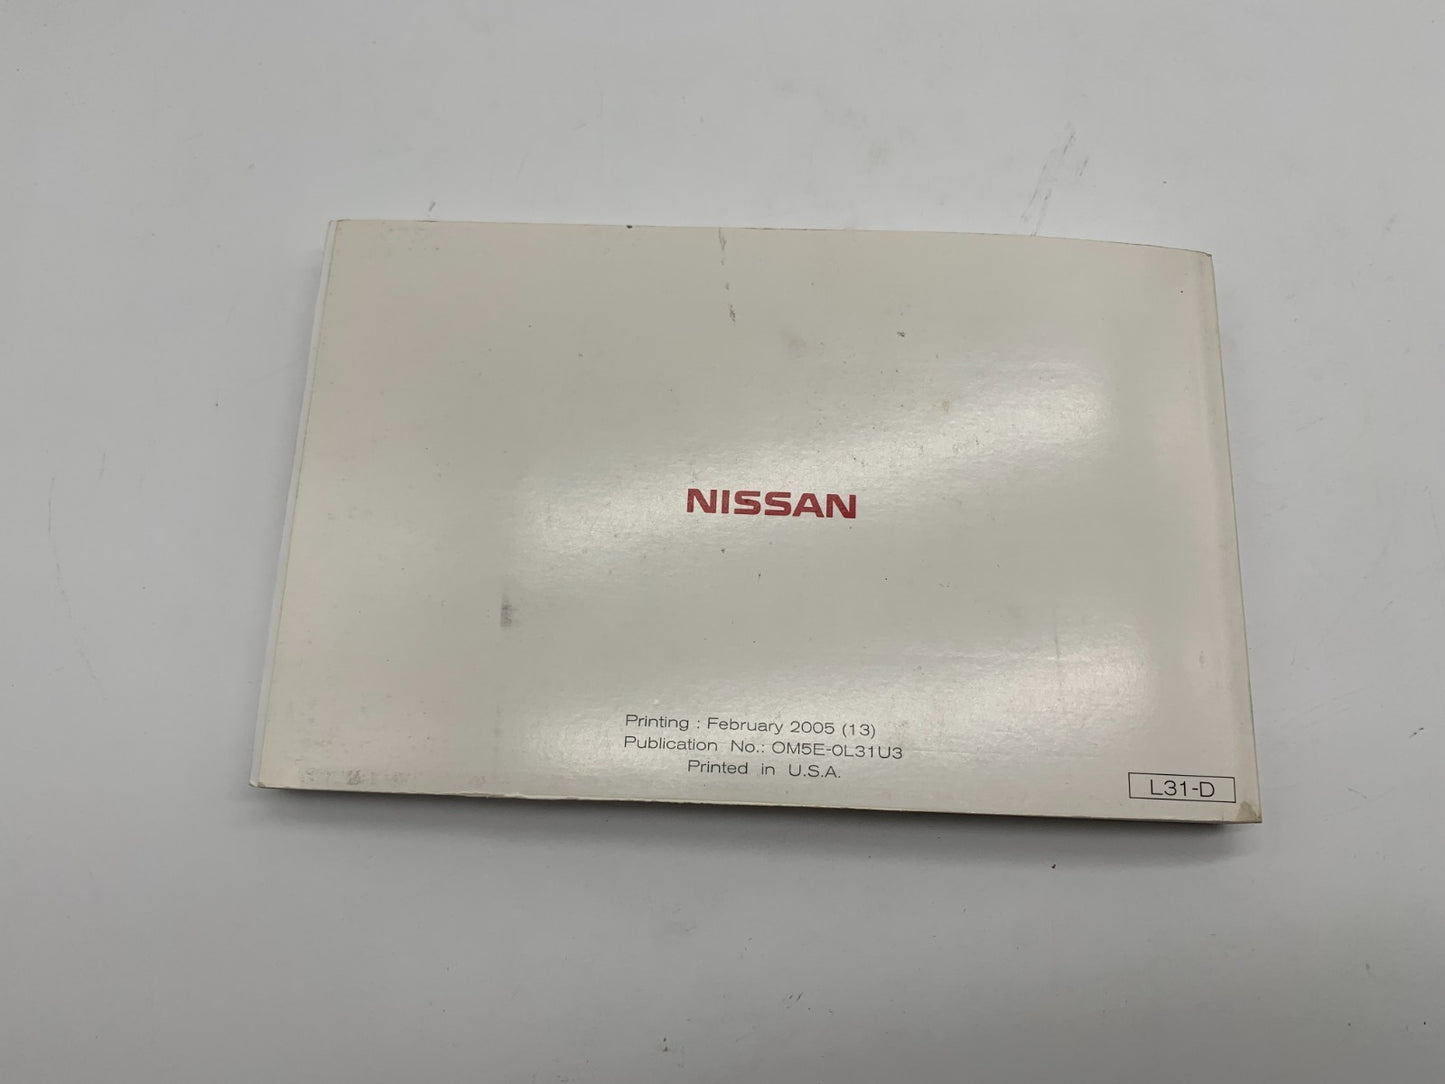 NISSAN
Printing : February 2005 (13)
Publication No.: OM5E-0L31U3
Printed in U.S.A.
L31-D